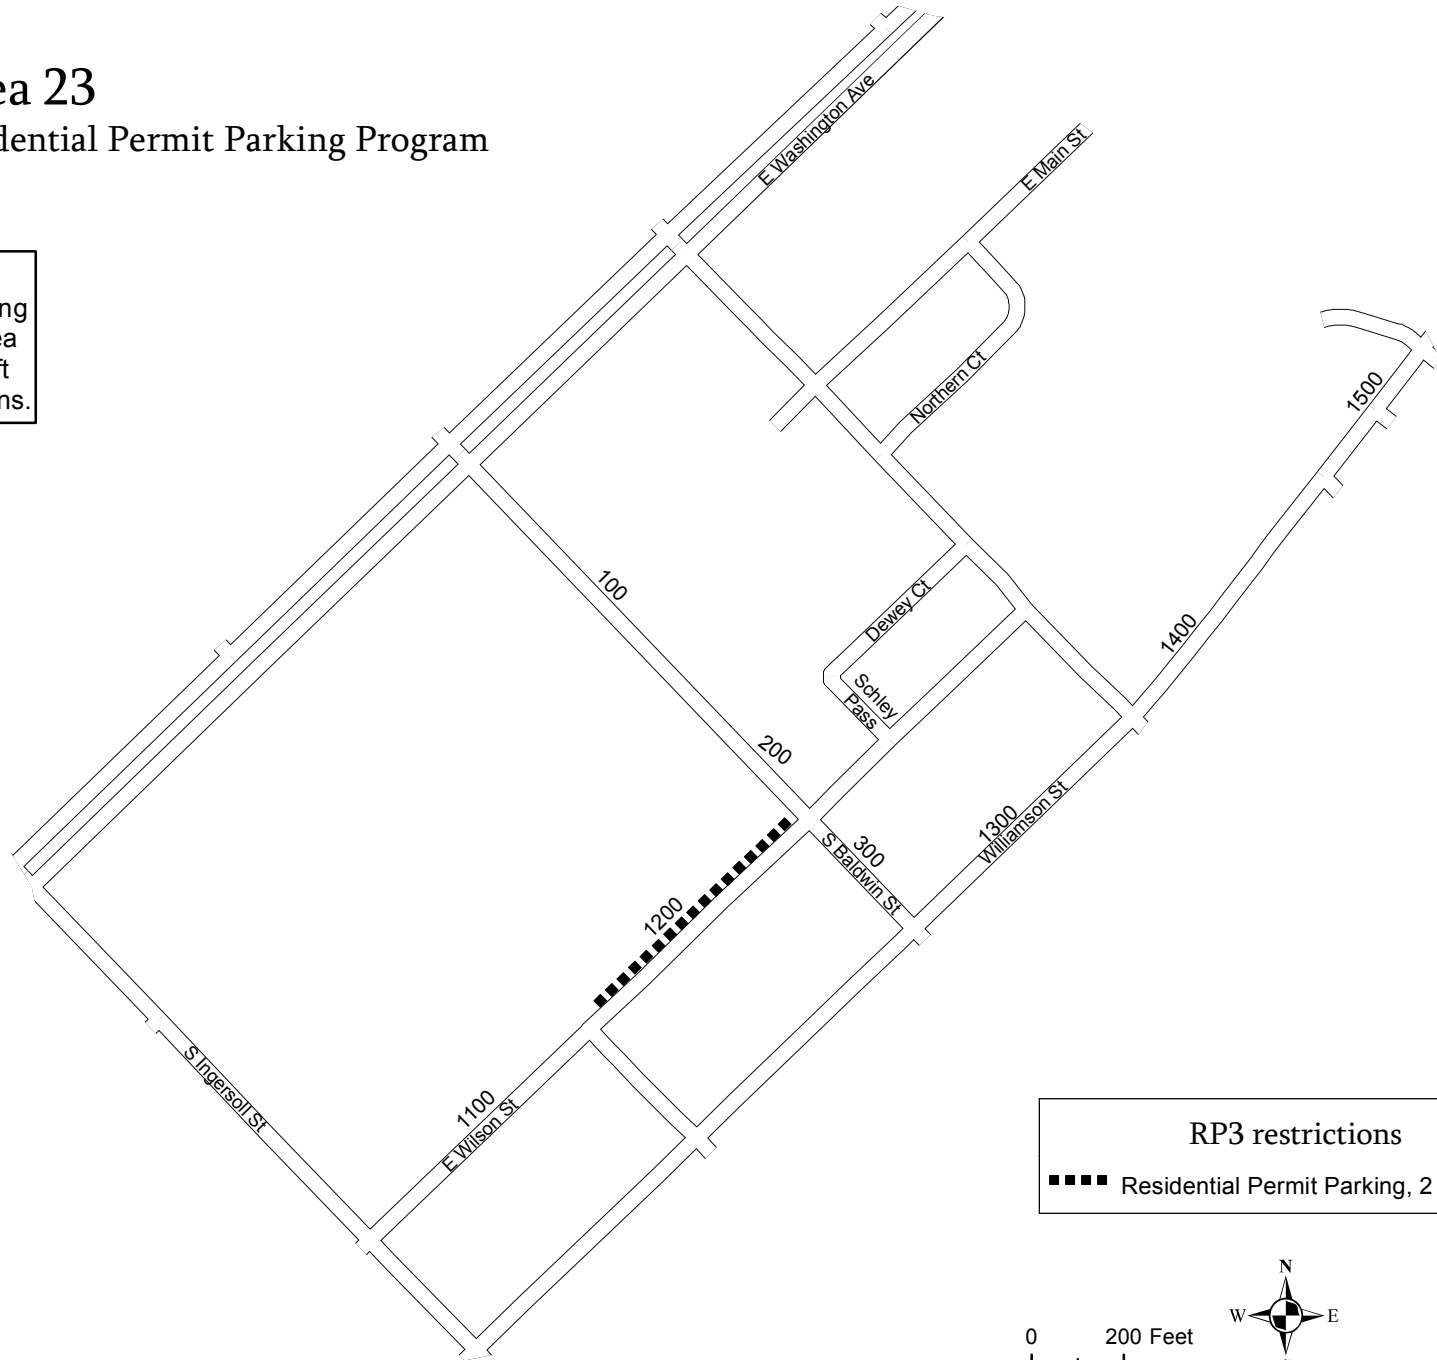 ea 23
dential Permit Parking Program
ng
ea
ft
ns.
E Washington Ave
E Main St
Northern Ct
1500
1400
100
Dewey Ct
Schley
Pass
200
1300
Williamson St
300
S Baldwin St
1200
S Ingersoll St
1100
E Wilson St
RP3 restrictions
Residential Permit Parking, 2
N
W E
0 200 Feet